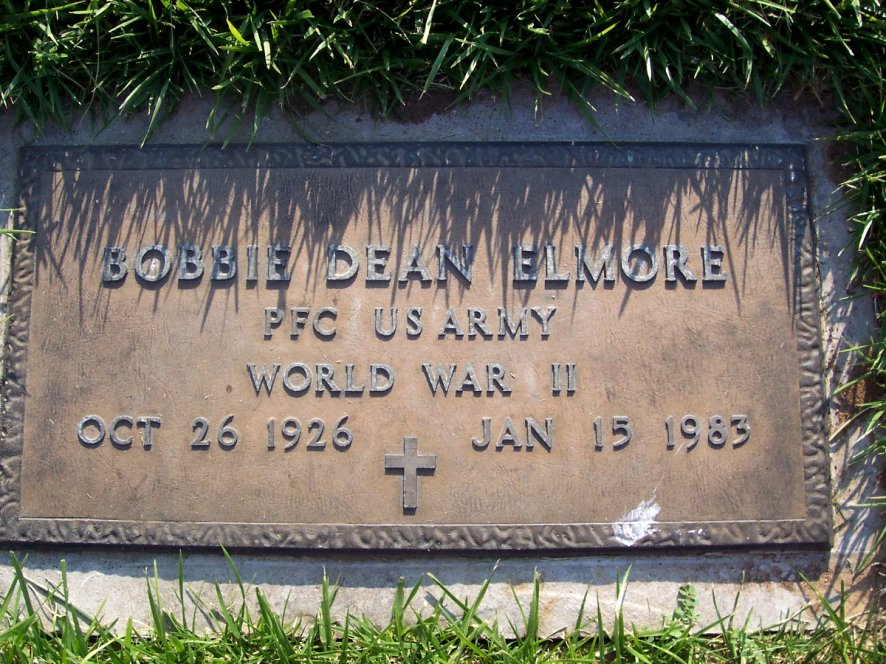 BOBBIE DEAN ELMORE
PFC US ARMY
WORLD WAR II
OCT 26 1926 JAN 15 1983